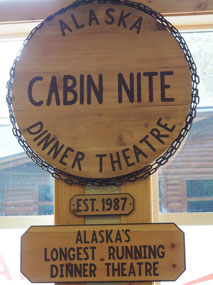 ALASKA
CABIN NITE
DINNER THEATRE
EST. 1987
ALASKA'S
LONGEST RUNNING
DINNER THEATRE